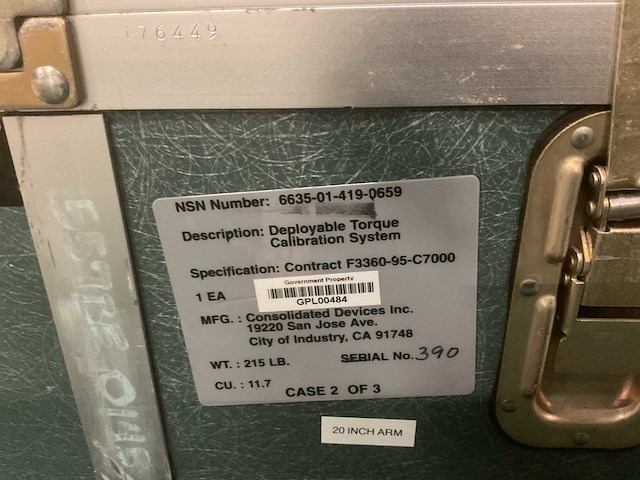 176449
NSN Number: 6635-01-419-0659
Description: Deployable Torque
Calibration System
Specification: Contract F3360-95-C7000
Government Property
GPL00484
1 EA
MFG. : Consolidated Devices Inc.
19220 San Jose Ave.
City of Industry, CA 91748
WT. : 215 LB.
SERIAL No. 390
CU. : 11.7
CASE 2 OF 3
20 INCH ARM